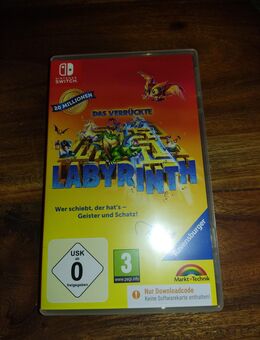 NINTENDO
SWITCH
20 MILLIONEN
DAS VERRÜCKTE
LABYRINTH
Wer schiebt, der hat's –
Geister und Schatz!
Ravensburger
USK
ab
0
freigegeben
3
www.pegi.info
Markt+Technik
Nur Downloadcode
Keine Softwarekarte enthalten!